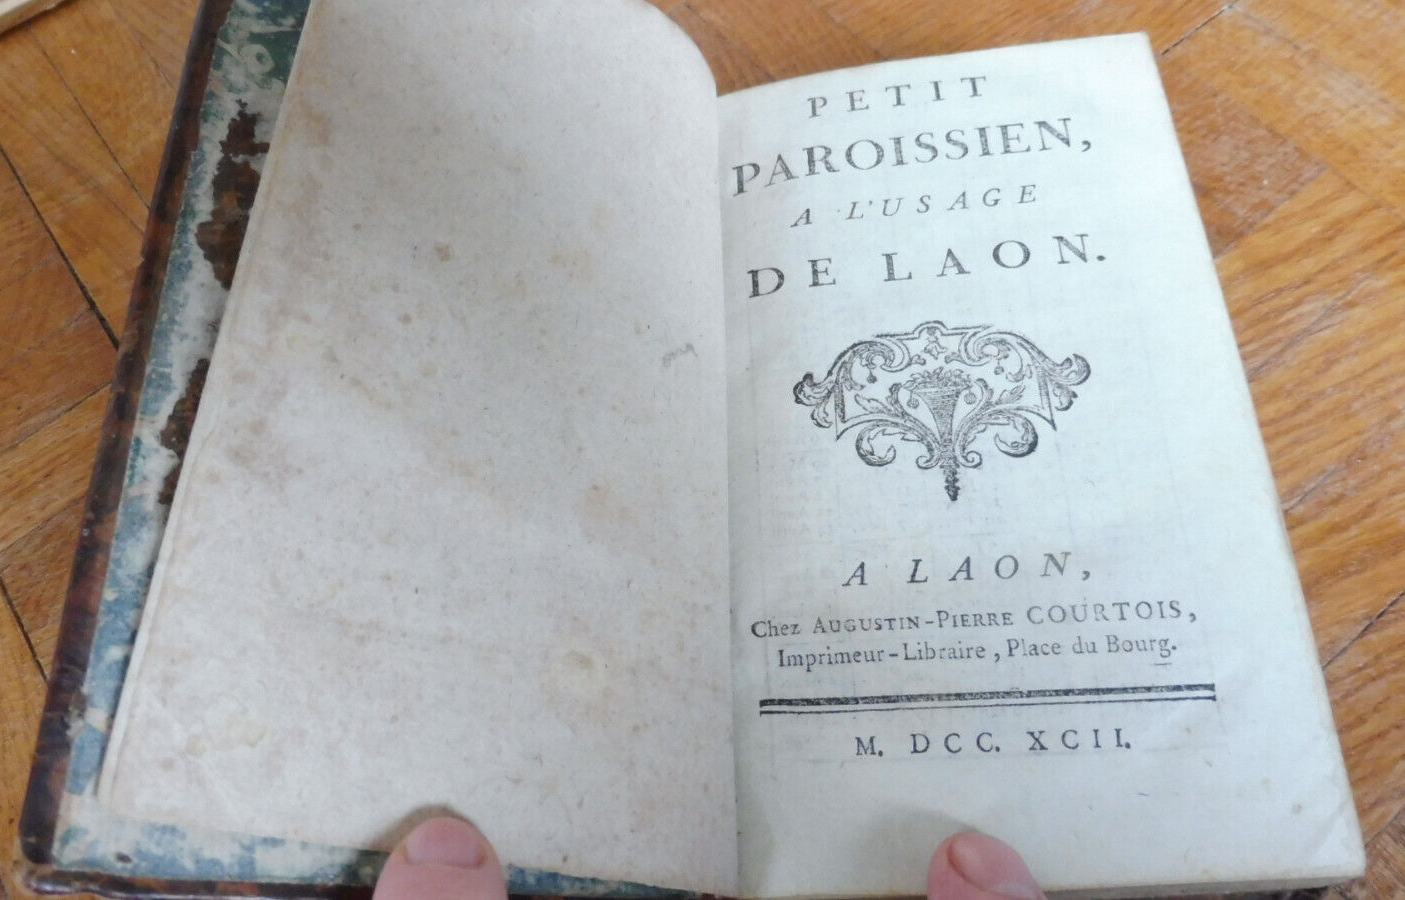 PETIT
PAROISSIEN,
A L'USAGE
DE LAON.
A LAON,
Chez AUGUSTIN-PIERRE COURTOIS,
Imprimeur-Libraire, Place du Bourg.
M. DCC. XCII.